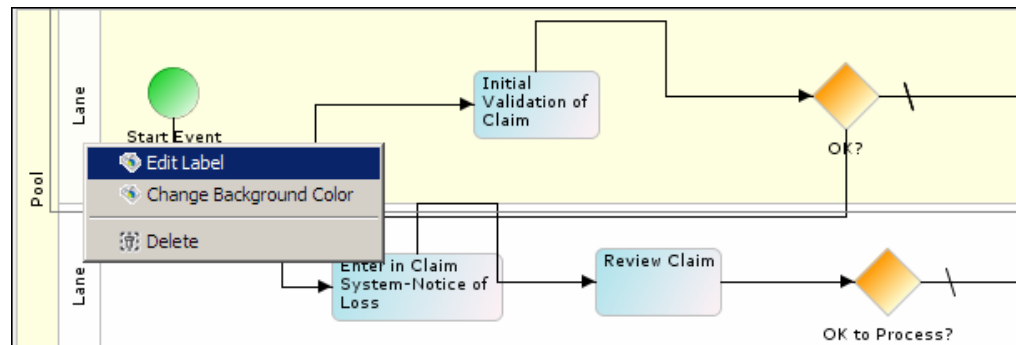 Pool
Lane
Start Event
Initial
Validation of
Claim
OK?
Edit Label
Change Background Color
Delete
Lane
Enter in Claim
System-Notice of
Loss
Review Claim
OK to Process?